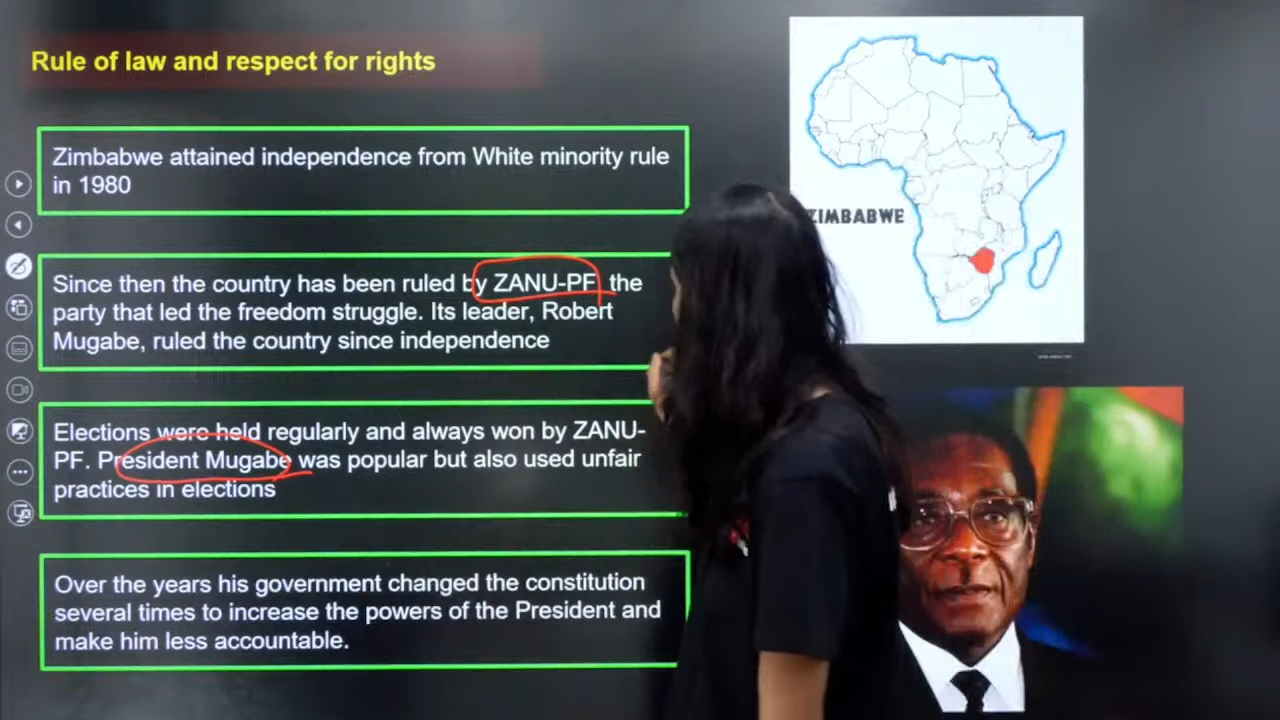 Rule of law and respect for rights
Zimbabwe attained independence from White minority rule
in 1980
ZIMBABWE
Since then the country has been ruled by ZANU-PF, the
party that led the freedom struggle. Its leader, Robert
Mugabe, ruled the country since independence
Elections were held regularly and always won by ZANU-
PF. President Mugabe was popular but also used unfair
practices in elections
Over the years his government changed the constitution
several times to increase the powers of the President and
make him less accountable.